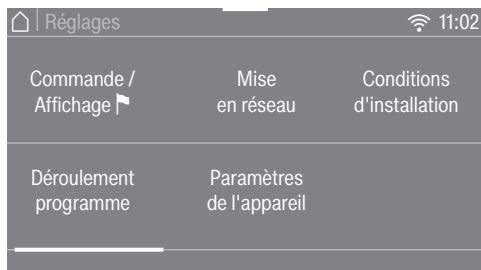 Réglages 11:02
Commande /
Affichage
Mise
en réseau
Conditions
d'installation
Déroulement
programme
Paramètres
de l'appareil